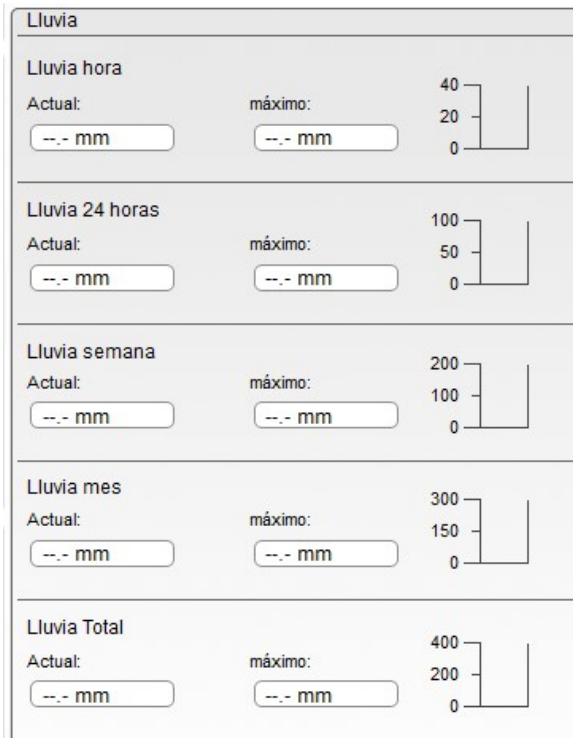 Lluvia
Lluvia hora
Actual: máximo:
--.- mm --.- mm
40
20
0
Lluvia 24 horas
Actual: máximo:
--.- mm --.- mm
100
50
0
Lluvia semana
Actual: máximo:
--.- mm --.- mm
200
100
0
Lluvia mes
Actual: máximo:
--.- mm --.- mm
300
150
0
Lluvia Total
Actual: máximo:
--.- mm --.- mm
400
200
0